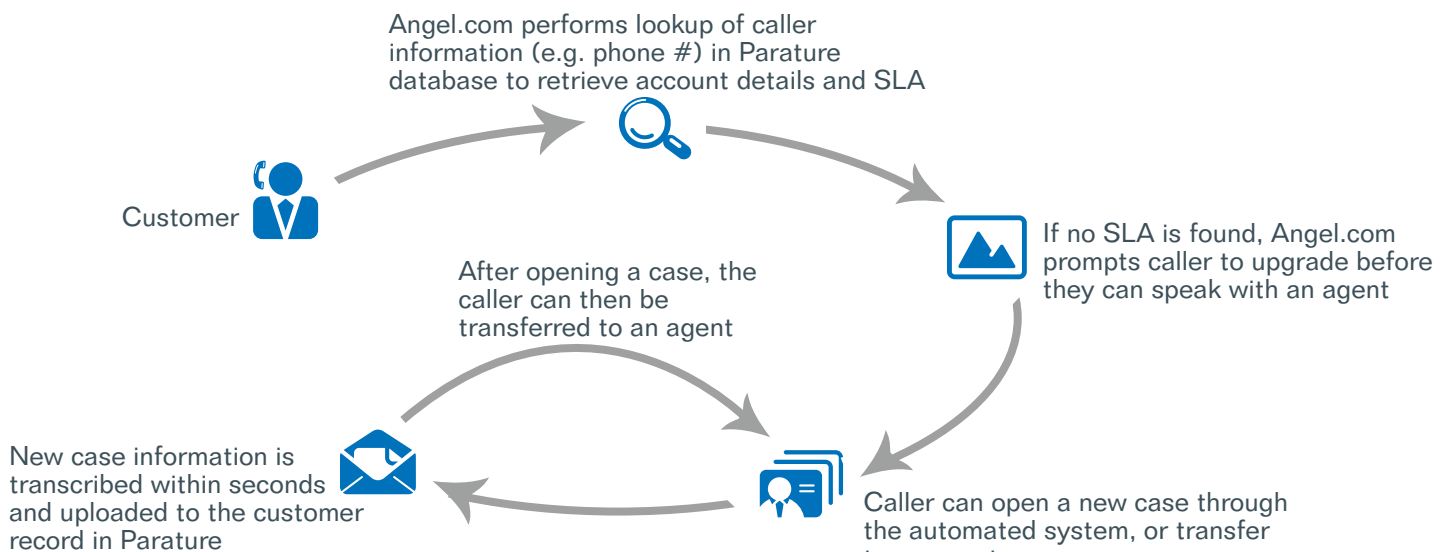 Angel.com performs lookup of caller
information (e.g. phone #) in Parature
database to retrieve account details and SLA
Customer
If no SLA is found, Angel.com
prompts caller to upgrade before
they can speak with an agent
After opening a case, the
caller can then be
transferred to an agent
New case information is
transcribed within seconds
and uploaded to the customer
record in Parature
Caller can open a new case through
the automated system, or transfer